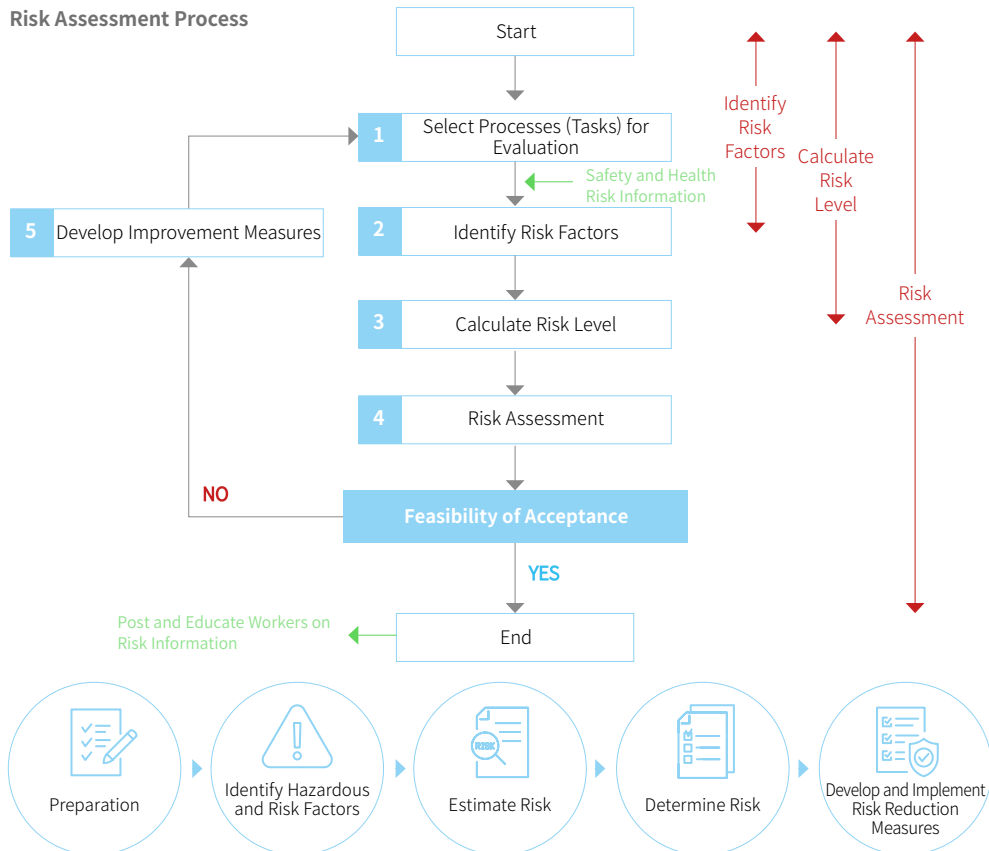 Risk Assessment Process
Start
1
Select Processes (Tasks) for
Evaluation
Safety and Health
Risk Information
5
Develop Improvement Measures
2
Identify Risk Factors
3
Calculate Risk Level
4
Risk Assessment
NO
Feasibility of Acceptance
YES
Post and Educate Workers on
Risk Information
End
Identify
Risk
Factors
Calculate
Risk
Level
Risk
Assessment
Preparation
Identify Hazardous
and Risk Factors
RISK
Estimate Risk
Determine Risk
Develop and Implement
Risk Reduction
Measures